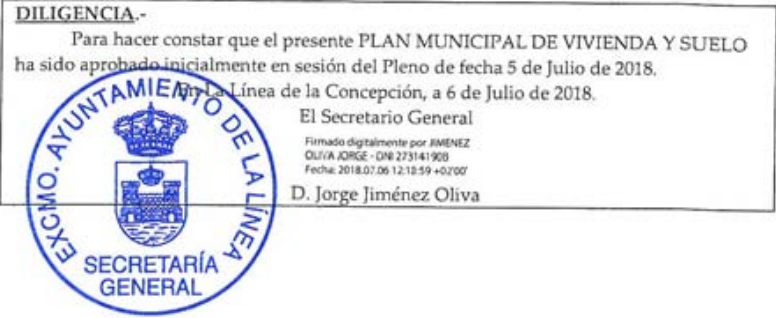 DILIGENCIA.-
Para hacer constar que el presente PLAN MUNICIPAL DE VIVIENDA Y SUELO
ha sido aprobado inicialmente en sesión del Pleno de fecha 5 de Julio de 2018.
En La Línea de la Concepción, a 6 de Julio de 2018.
El Secretario General
Firmado digitalmente por JIMENEZ
OLIVA JORGE - DNI 27314190B
Fecha: 2018.07.06 12:18:59 +02'00'
D. Jorge Jiménez Oliva
EXCMO. AYUNTAMIENTO DE LA LÍNEA
SECRETARÍA
GENERAL